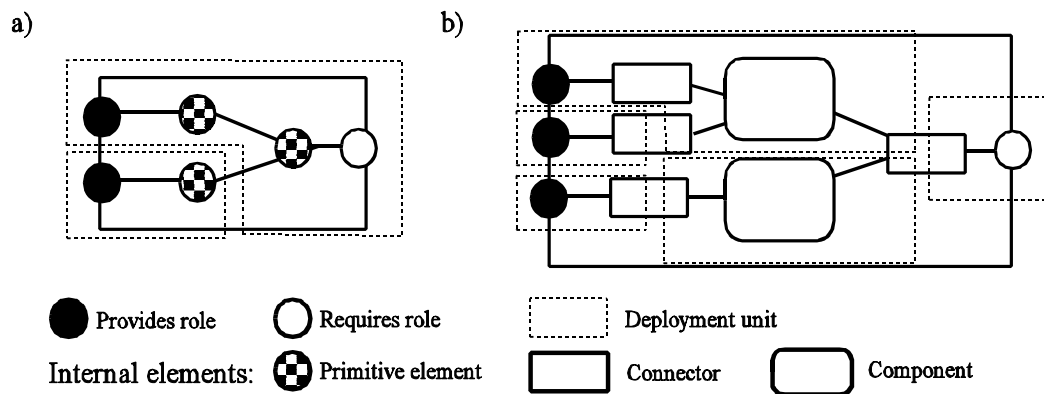 a)
b)
Provides role
Requires role
Deployment unit
Internal elements:
Primitive element
Connector
Component